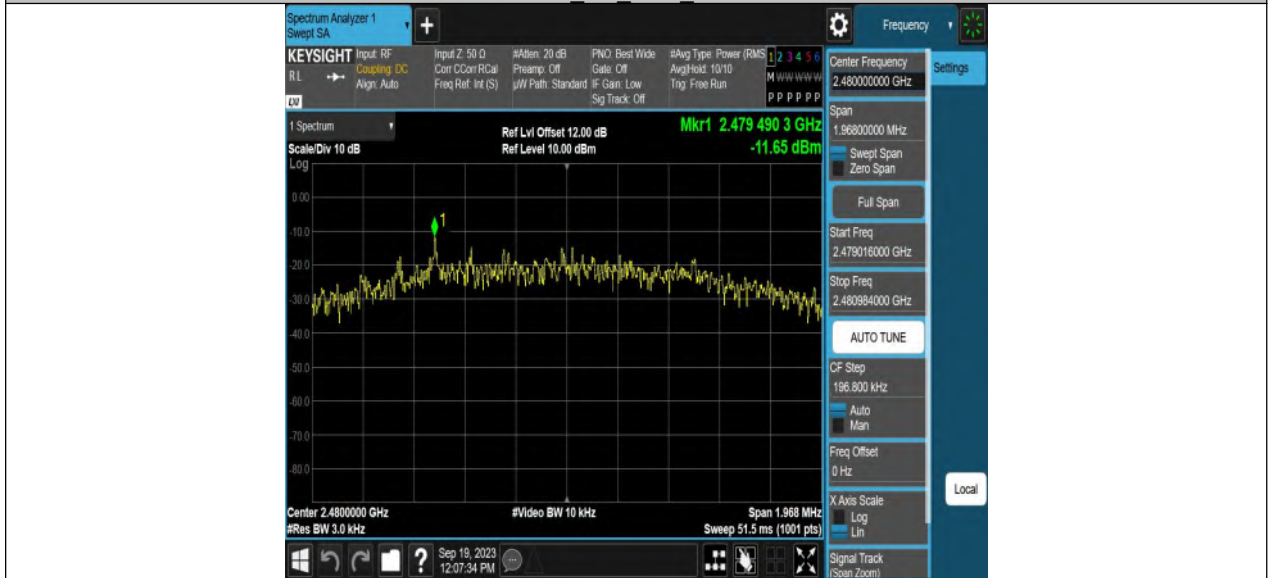 Spectrum Analyzer 1
Swept SA
+
Frequency
KEYSIGHT
RL
LXI
Input: RF
Coupling: DC
Align: Auto
Input Z: 50 Ω
Corr CCorr RCal
Freq Ref: Int (S)
#Atten: 20 dB
Preamp: Off
µW Path: Standard
PNO: Best Wide
Gate: Off
IF Gain: Low
Sig Track: Off
#Avg Type: Power (RMS
Avg|Hold: 10/10
Trig: Free Run
1 2 3 4 5 6
M W W W W W
P P P P P P
1 Spectrum
Scale/Div 10 dB
Log
Ref Lvl Offset 12.00 dB
Ref Level 10.00 dBm
Mkr1 2.479 490 3 GHz
-11.65 dBm
0.00
1
-10.0
-20.0
-30.0
-40.0
-50.0
-60.0
-70.0
-80.0
Center 2.4800000 GHz
#Res BW 3.0 kHz
#Video BW 10 kHz
Span 1.968 MHz
Sweep 51.5 ms (1001 pts)
Center Frequency
2.480000000 GHz
Settings
Span
1.96800000 MHz
Swept Span
Zero Span
Full Span
Start Freq
2.479016000 GHz
Stop Freq
2.480984000 GHz
AUTO TUNE
CF Step
196.800 kHz
Auto
Man
Freq Offset
0 Hz
X Axis Scale
Log
Lin
Local
Signal Track
(Span Zoom)
?
Sep 19, 2023
12:07:34 PM